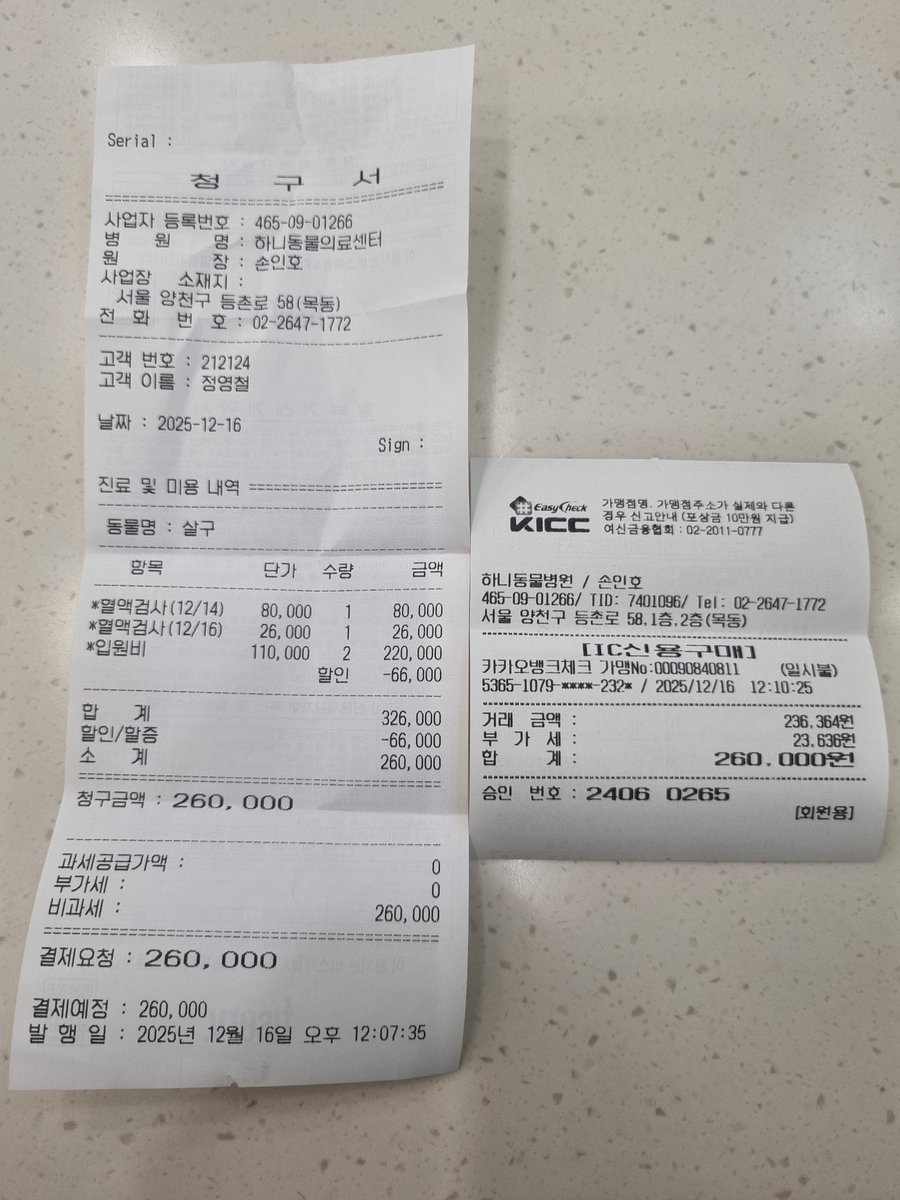 Serial :
청 구 서
사업자 등록번호 : 465-09-01266
병 원 명 : 하니동물의료센터
원 장 : 손인호
사업장 소재지 :
서울 양천구 등촌로 58(목동)
전 화 번 호 : 02-2647-1772
고객 번호 : 212124
고객 이름 : 정영철
날짜 : 2025-12-16
Sign :
진료 및 미용 내역
동물명 : 살구
항목 단가 수량 금액
*혈액검사(12/14) 80,000 1 80,000
*혈액검사(12/16) 26,000 1 26,000
*입원비 110,000 2 220,000
할인 -66,000
합 계 326,000
할인/할증 -66,000
소 계 260,000
청구금액 : 260,000
과세공급가액 : 0
부가세 : 0
비과세 : 260,000
결제요청 : 260,000
결제예정 : 260,000
발 행 일 : 2025년 12월 16일 오후 12:07:35
EasyCheck
KICC
가맹점명, 가맹점주소가 실제와 다른
경우 신고안내 (포상금 10만원 지급)
여신금융협회 : 02-2011-0777
하니동물병원 / 손인호
465-09-01266/ TID: 7401096/ Tel: 02-2647-1772
서울 양천구 등촌로 58,1층,2층(목동)
[IC신용구매]
카카오뱅크체크 가맹No:00090840811 (일시불)
5365-1079-****-232* / 2025/12/16 12:10:25
거래 금액 : 236,364원
부 가 세 : 23,636원
합 계 : 260,000원
승인 번호 : 2406 0265
[회원용]